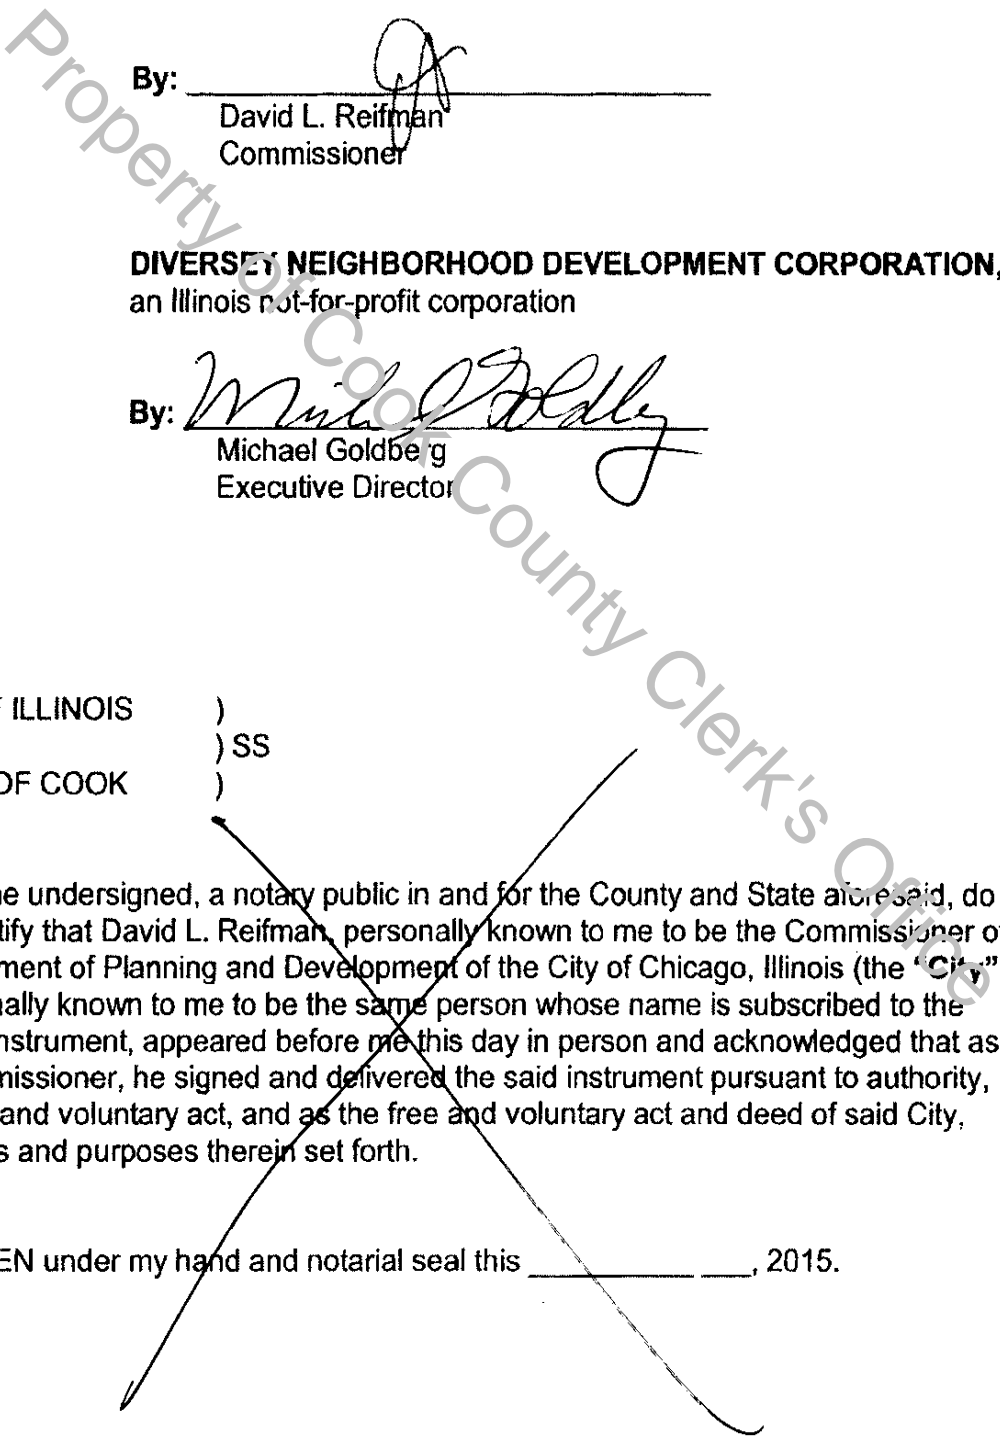 By:
David L. Reifman
Commissioner
DIVERSEY NEIGHBORHOOD DEVELOPMENT CORPORATION,
an Illinois not-for-profit corporation
By: Michael Goldberg
Michael Goldberg
Executive Director
ILLINOIS )
) SS
OF COOK )
undersigned, a notary public in and for the County and State aforesaid, do
tify that David L. Reifman, personally known to me to be the Commissioner o
ment of Planning and Development of the City of Chicago, Illinois (the “City”
ally known to me to be the same person whose name is subscribed to the
nstrument, appeared before me this day in person and acknowledged that as
missioner, he signed and delivered the said instrument pursuant to authority,
and voluntary act, and as the free and voluntary act and deed of said City,
s and purposes therein set forth.
EN under my hand and notarial seal this ________ ___, 2015.
Property of Cook County Clerk's Office